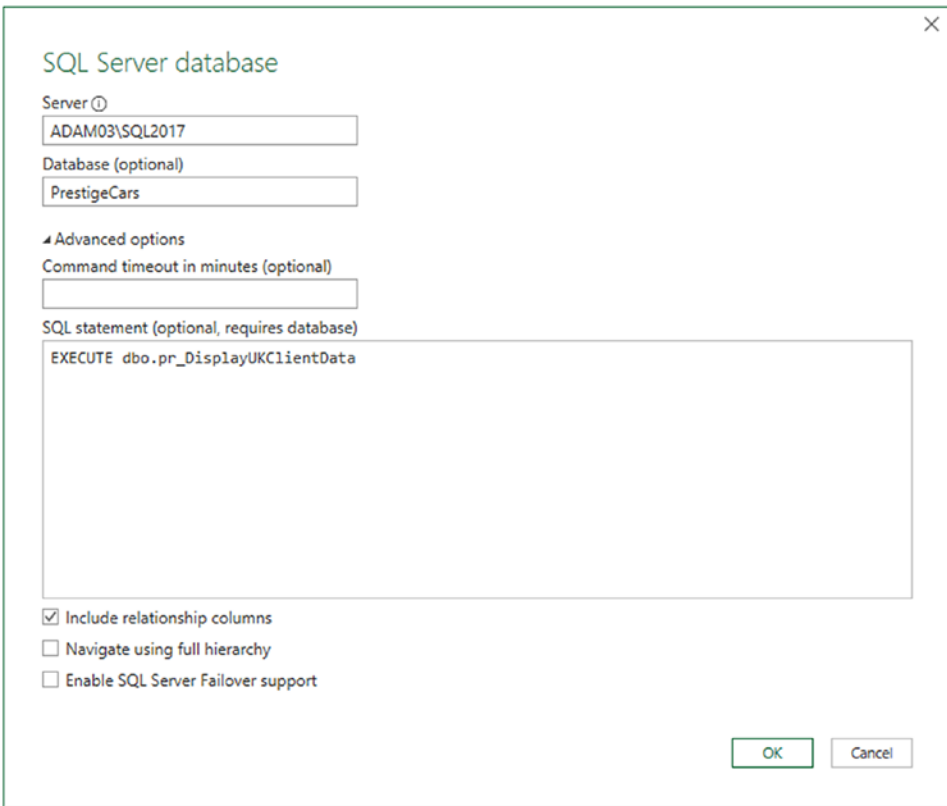 SQL Server database
Server
ADAM03\SQL2017
Database (optional)
PrestigeCars
Advanced options
Command timeout in minutes (optional)
SQL statement (optional, requires database)
EXECUTE dbo.pr_DisplayUKClientData
Include relationship columns
Navigate using full hierarchy
Enable SQL Server Failover support
OK Cancel